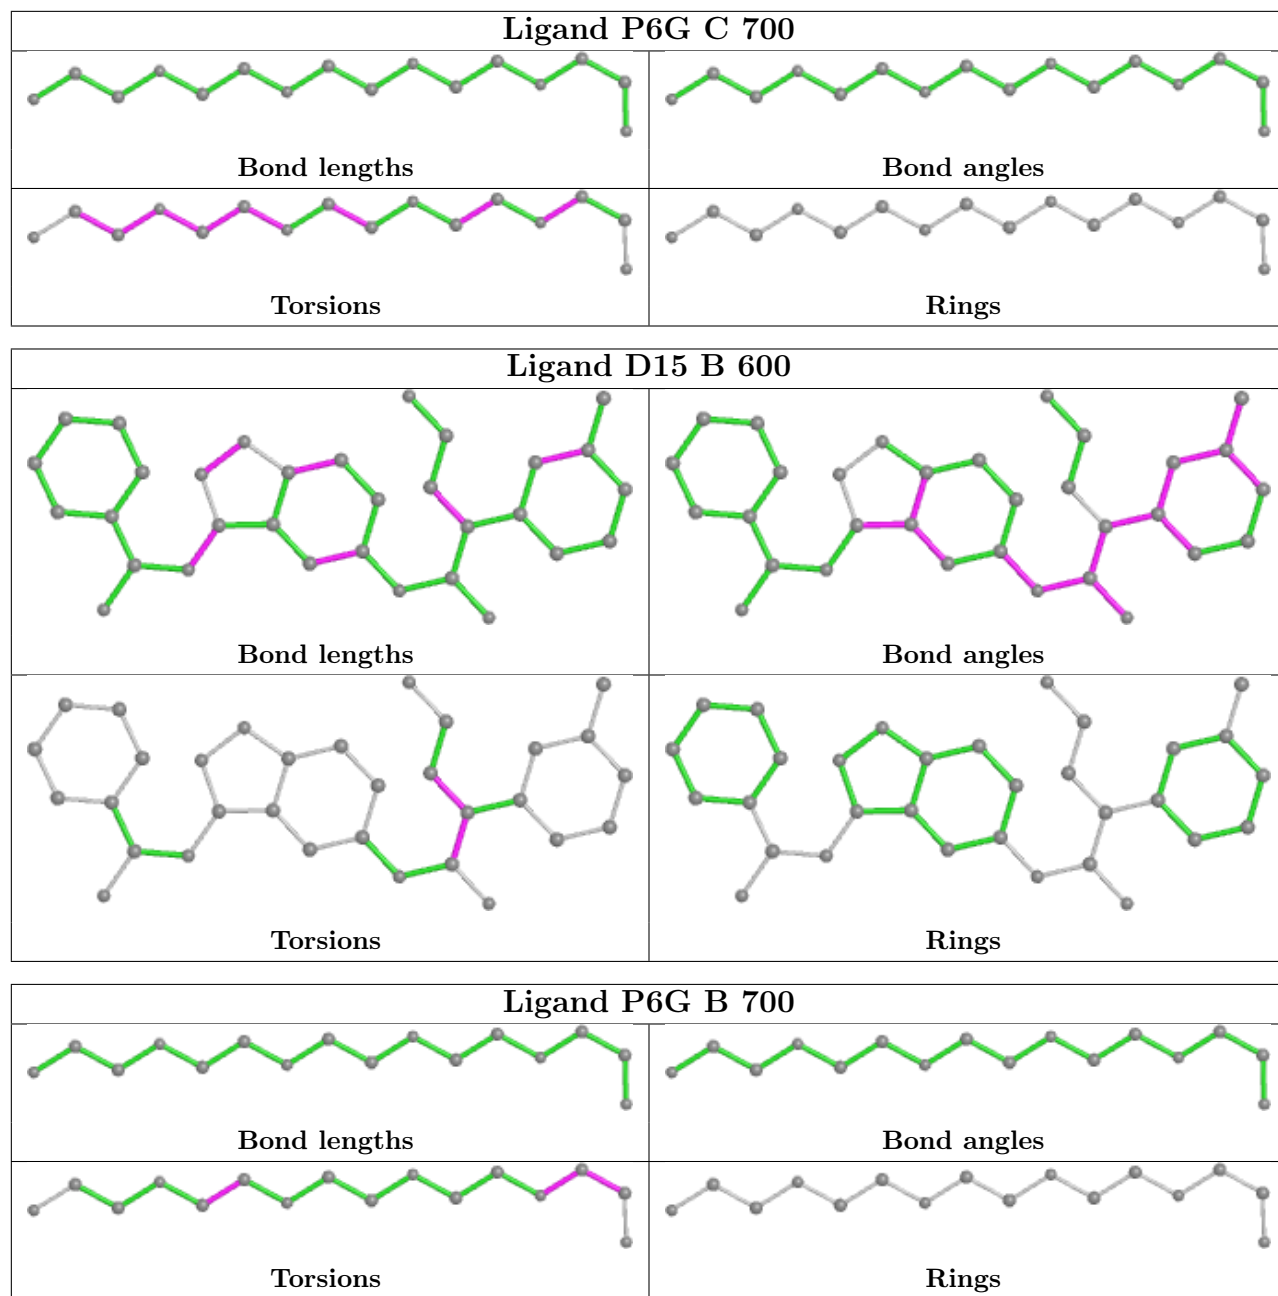 Ligand P6G C 700
Bond lengths
Bond angles
Torsions
Rings
Ligand D15 B 600
Bond lengths
Bond angles
Torsions
Rings
Ligand P6G B 700
Bond lengths
Bond angles
Torsions
Rings